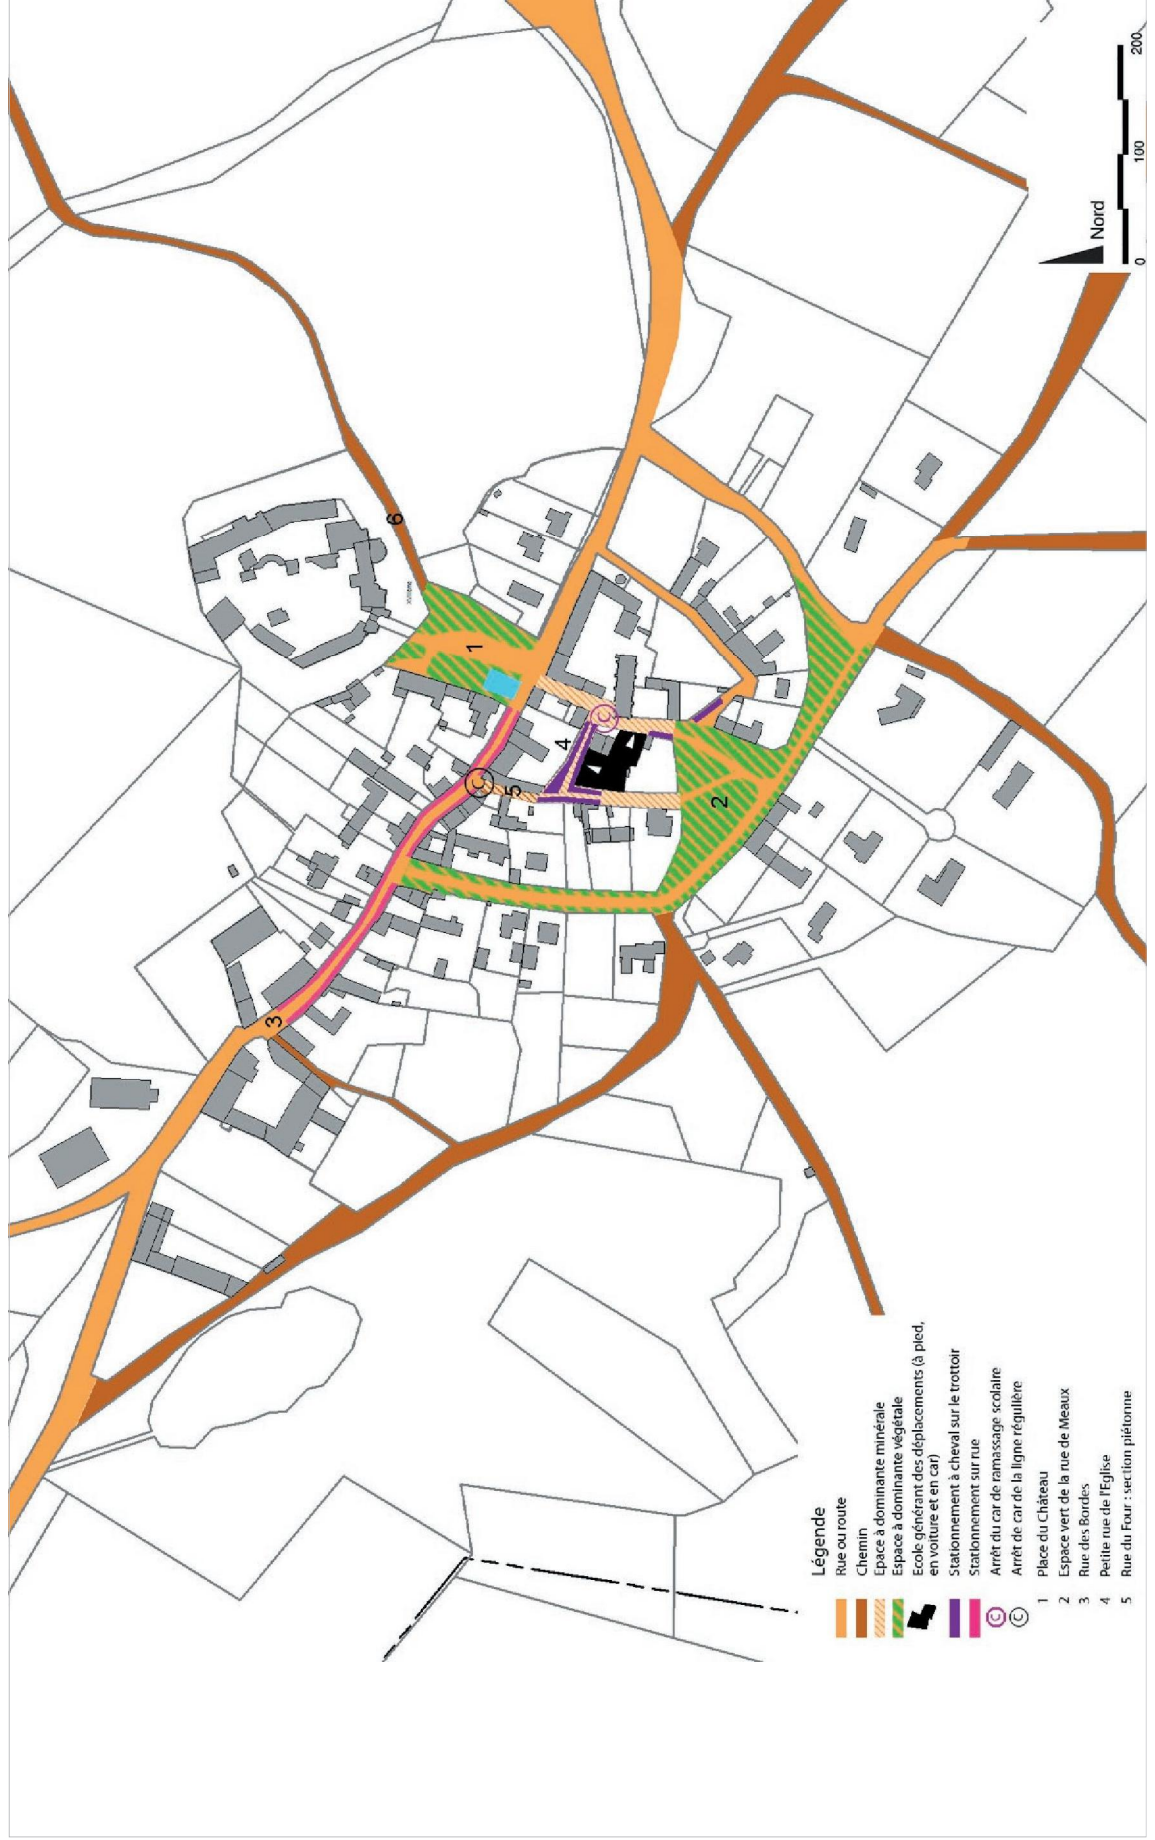 6
Xxxxxxx
1
4
C
C
5
2
3
Nord
0
100
200
Légende
Rue ou route
Chemin
Epace à dominante minérale
Espace à dominante végétale
Ecole générant des déplacements (à pied,
en voiture et en car)
Stationnement à cheval sur le trottoir
Stationnement sur rue
C Arrêt du car de ramassage scolaire
C Arrêt de car de la ligne régulière
1 Place du Château
2 Espace vert de la rue de Meaux
3 Rue des Bordes
4 Petite rue de l'Eglise
5 Rue du Four : section piétonne